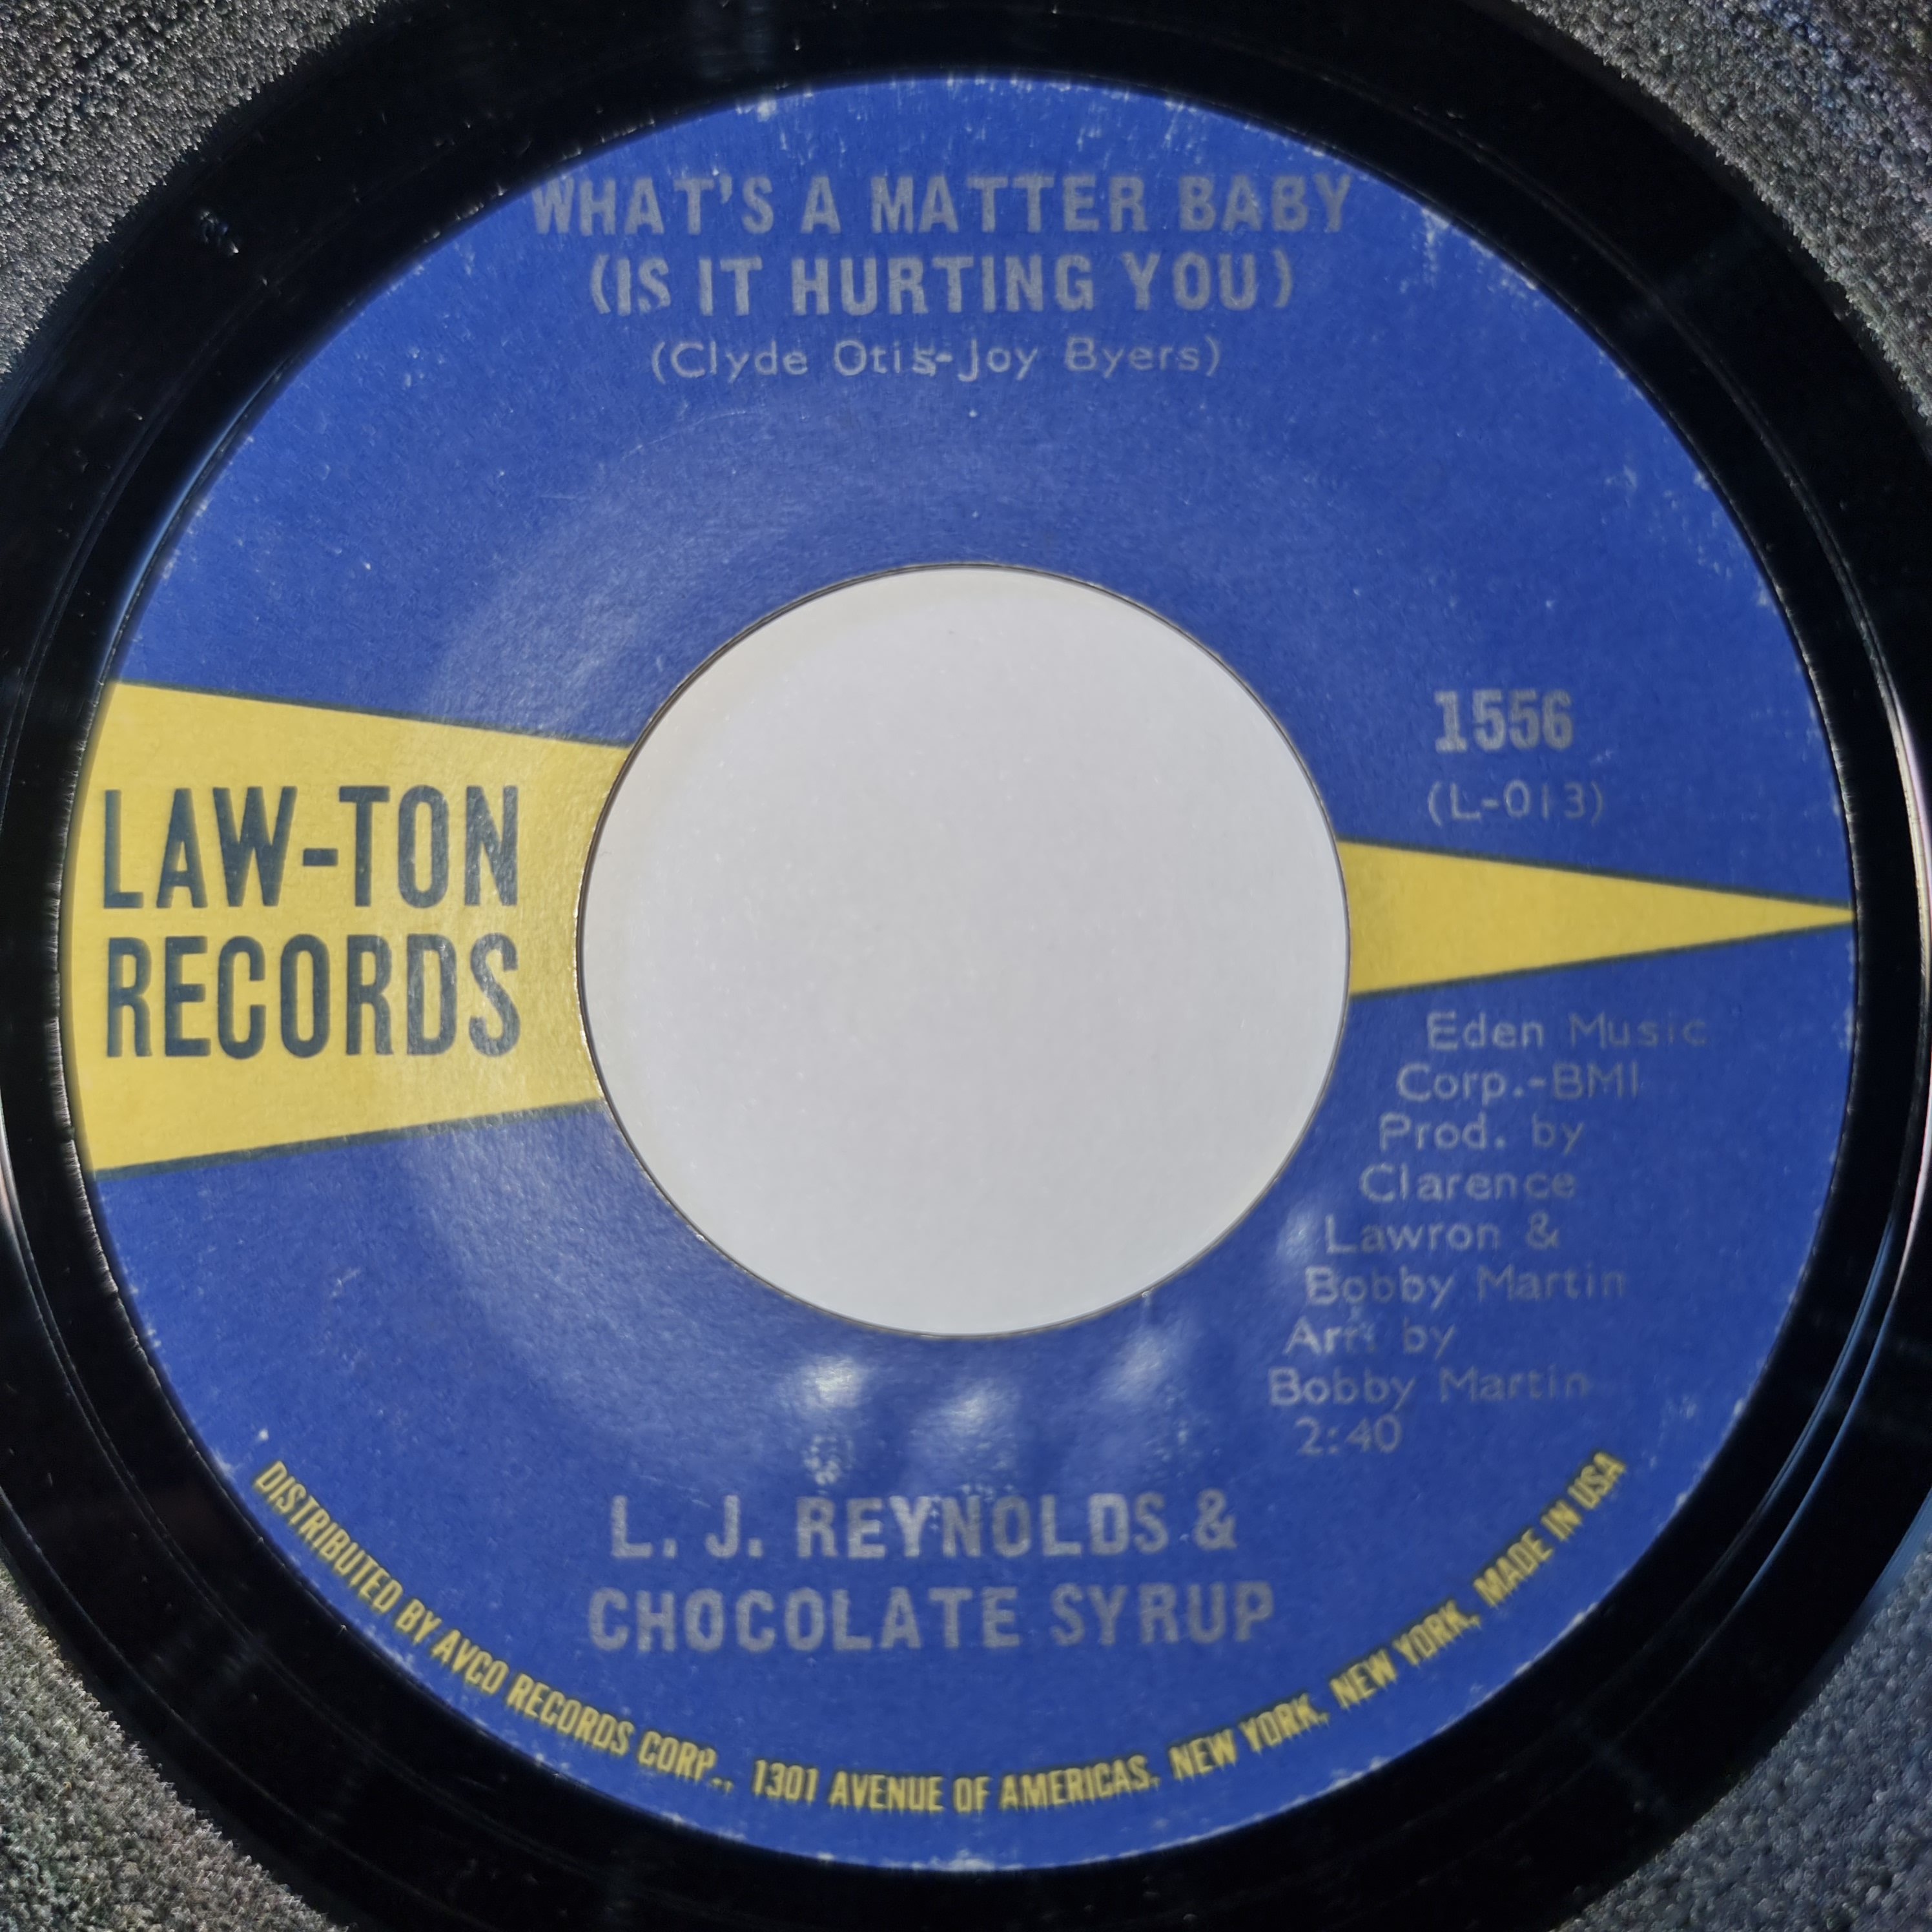 WHAT'S A MATTER BABY
(IS IT HURTING YOU)
(Clyde Otis-Joy Byers)
LAW-TON
RECORDS
1556
(L-013)
Eden Music
Corp.-BMI
Prod. by
Clarence
Lawron &
Bobby Martin
Arr. by
Bobby Martin
2:40
L. J. REYNOLDS &
CHOCOLATE SYRUP
DISTRIBUTED BY AVCO RECORDS CORP., 1301 AVENUE OF AMERICAS, NEW YORK, NEW YORK, MADE IN USA